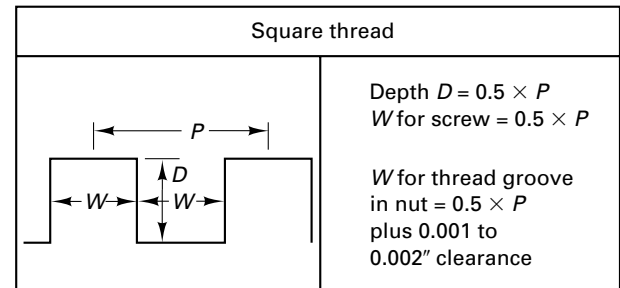 Square thread
P
D
W W
Depth D = 0.5 × P
W for screw = 0.5 × P
W for thread groove
in nut = 0.5 × P
plus 0.001 to
0.002″ clearance